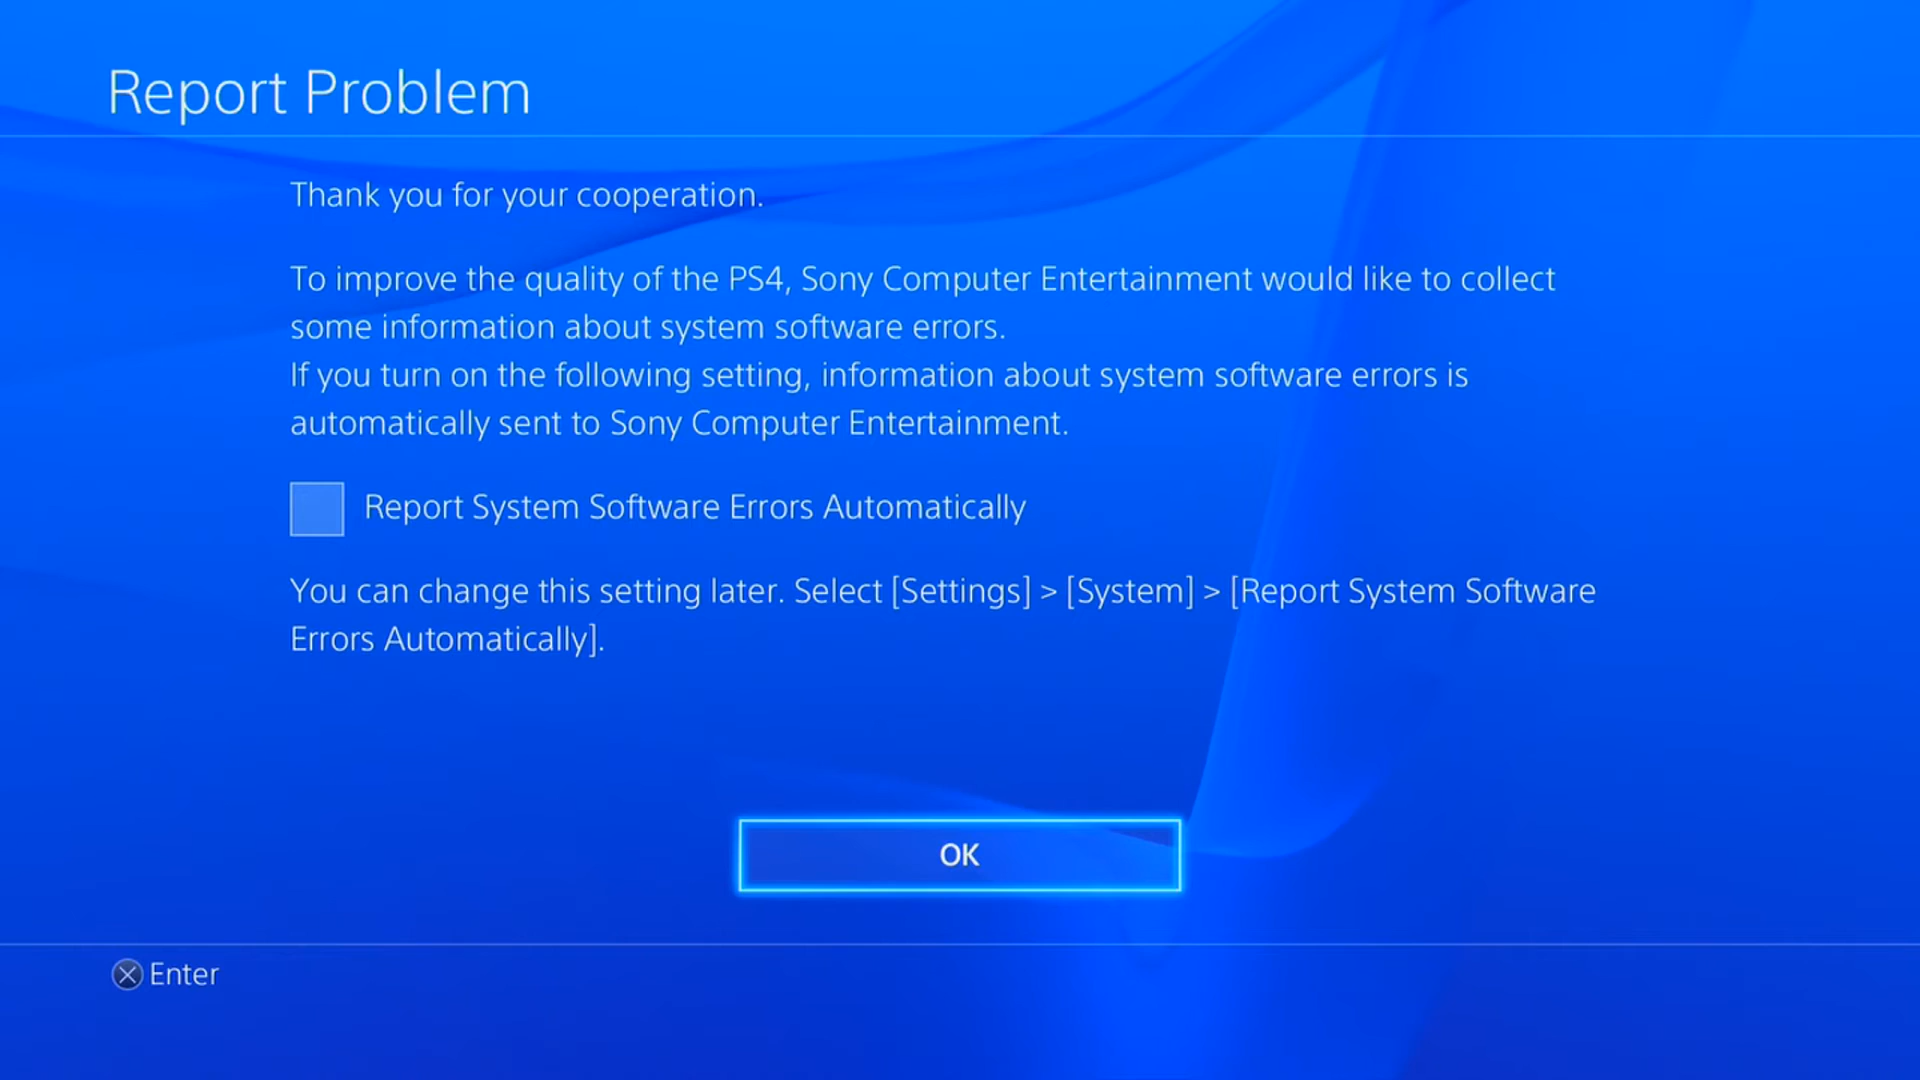 Report Problem
Thank you for your cooperation.
To improve the quality of the PS4, Sony Computer Entertainment would like to collect
some information about system software errors.
If you turn on the following setting, information about system software errors is
automatically sent to Sony Computer Entertainment.
Report System Software Errors Automatically
You can change this setting later. Select [Settings] > [System] > [Report System Software
Errors Automatically].
OK
Enter